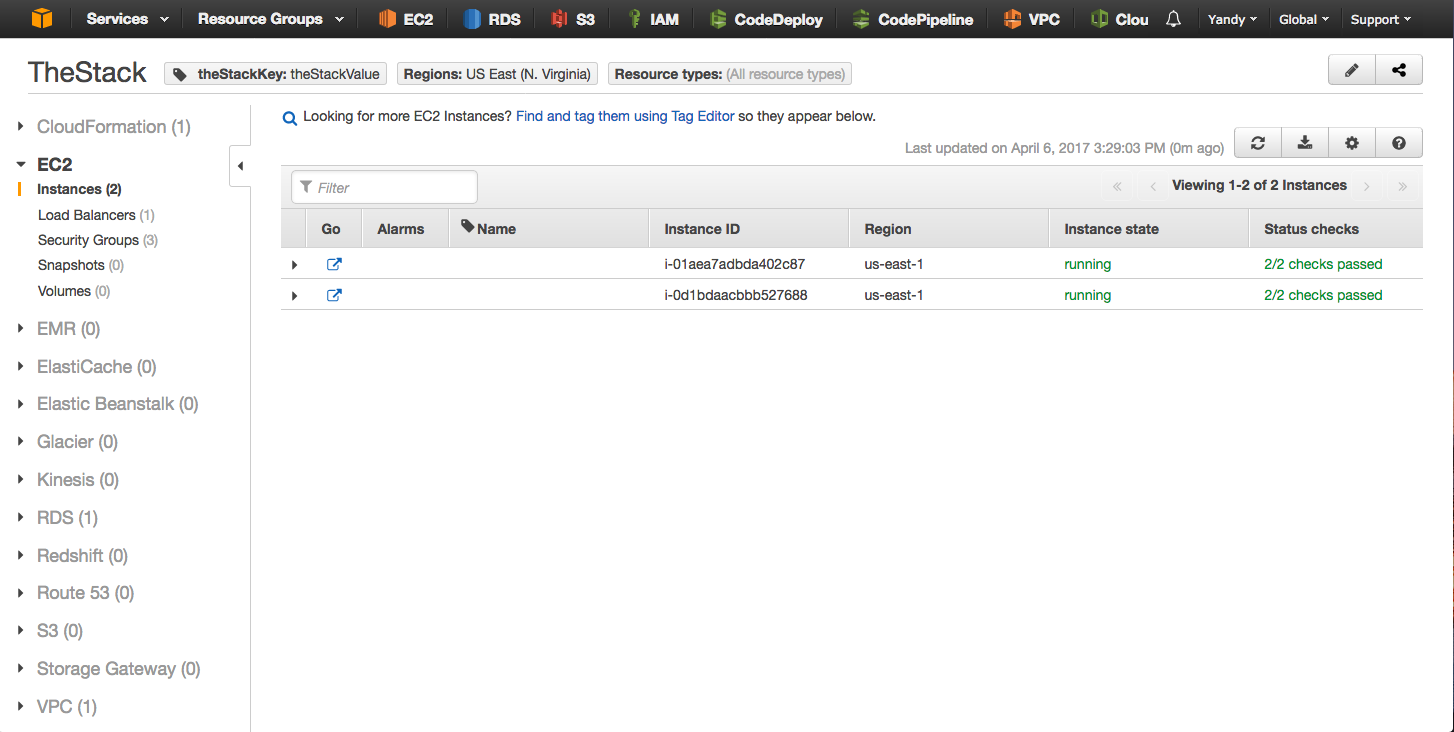 Services Resource Groups EC2 RDS S3 IAM CodeDeploy CodePipeline VPC Clou Yandy Global Support
TheStack theStackKey: theStackValue Regions: US East (N. Virginia) Resource types: (All resource types)
CloudFormation (1)
EC2
Instances (2)
Load Balancers (1)
Security Groups (3)
Snapshots (0)
Volumes (0)
EMR (0)
ElastiCache (0)
Elastic Beanstalk (0)
Glacier (0)
Kinesis (0)
RDS (1)
Redshift (0)
Route 53 (0)
S3 (0)
Storage Gateway (0)
VPC (1)
Looking for more EC2 Instances? Find and tag them using Tag Editor so they appear below.
Last updated on April 6, 2017 3:29:03 PM (0m ago)
Filter « ‹ Viewing 1-2 of 2 Instances › »
Go Alarms Name Instance ID Region Instance state Status checks
i-01aea7adbda402c87 us-east-1 running 2/2 checks passed
i-0d1bdaacbbb527688 us-east-1 running 2/2 checks passed